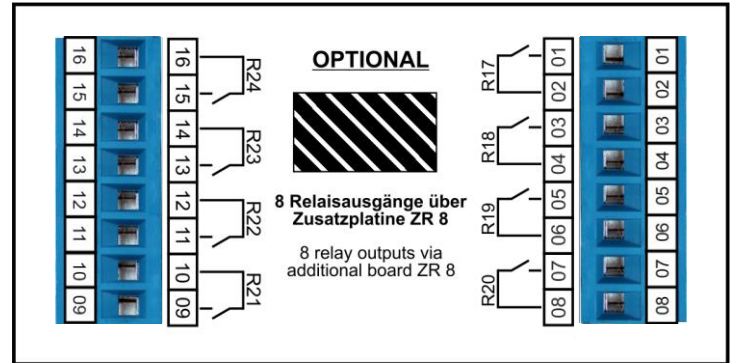 16
15
14
13
12
11
10
09
16
15
14
13
12
11
10
09
R24
R23
R22
R21
OPTIONAL
8 Relaisausgänge über
Zusatzplatine ZR 8
8 relay outputs via
additional board ZR 8
R17
R18
R19
R20
01
02
03
04
05
06
07
08
01
02
03
04
05
06
07
08